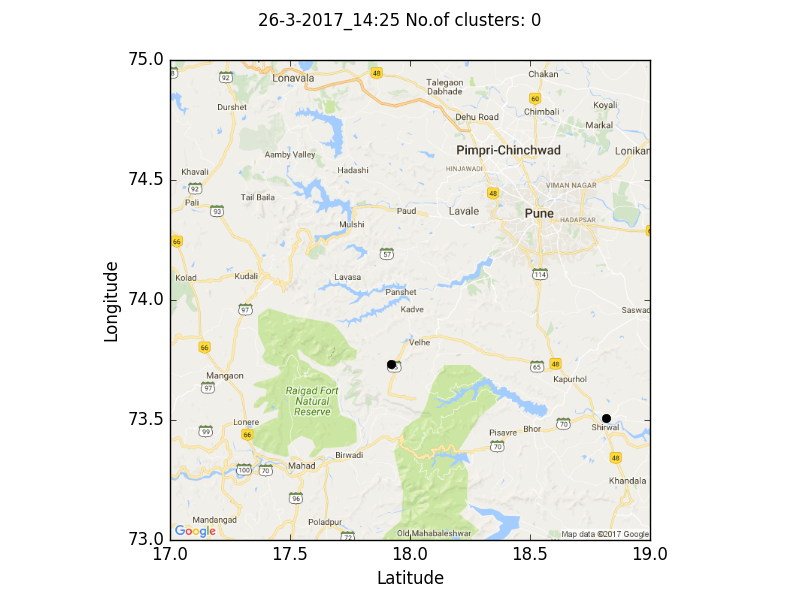 26-3-2017_14:25 No.of clusters: 0
75.0
74.5
74.0
73.5
73.0
Longitude
92
Lonavala
48
Talegaon
Dabhade
Chakan
60
Durshet
Dehu Road
Chimbali
Koyali
Markal
Pimpri-Chinchwad
Lonikan
Aamby Valley
Hadashi
HINJAWADI
Khavali
92
Tail Baila
48
VIMAN NAGAR
Pali
93
Paud
Lavale
Pune
HADAPSAR
Mulshi
66
57
Kolad
Kudali
Lavasa
114
Panshet
97
Kadve
Saswad
66
Velhe
48
65
Mangaon
97
Kapurhol
Raigad Fort
Natural
Reserve
Lonere
99
66
70
Shirwal
Pisavre
Bhor
70
Birwadi
48
100
70
Mahad
Khandala
96
Mandangad
Poladpur
72
Old Mahabaleshwar
Google
Map data ©2017 Google
17.0
17.5
18.0
18.5
19.0
Latitude